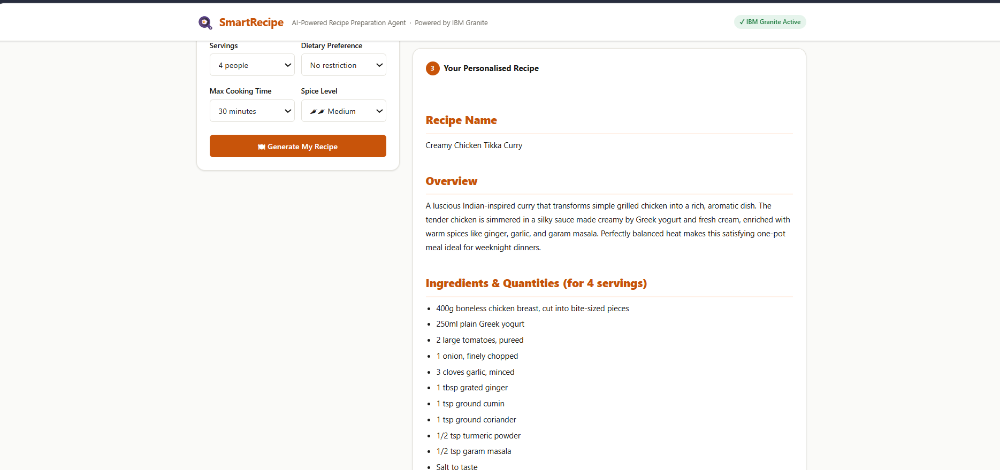 SmartRecipe AI-Powered Recipe Preparation Agent · Powered by IBM Granite
✓ IBM Granite Active
Servings
Dietary Preference
4 people
No restriction
Max Cooking Time
Spice Level
30 minutes
🌶🌶 Medium
🍽 Generate My Recipe
3 Your Personalised Recipe
Recipe Name
Creamy Chicken Tikka Curry
Overview
A luscious Indian-inspired curry that transforms simple grilled chicken into a rich, aromatic dish. The
tender chicken is simmered in a silky sauce made creamy by Greek yogurt and fresh cream, enriched with
warm spices like ginger, garlic, and garam masala. Perfectly balanced heat makes this satisfying one-pot
meal ideal for weeknight dinners.
Ingredients & Quantities (for 4 servings)
• 400g boneless chicken breast, cut into bite-sized pieces
• 250ml plain Greek yogurt
• 2 large tomatoes, pureed
• 1 onion, finely chopped
• 3 cloves garlic, minced
• 1 tbsp grated ginger
• 1 tsp ground cumin
• 1 tsp ground coriander
• 1/2 tsp turmeric powder
• 1/2 tsp garam masala
• Salt to taste